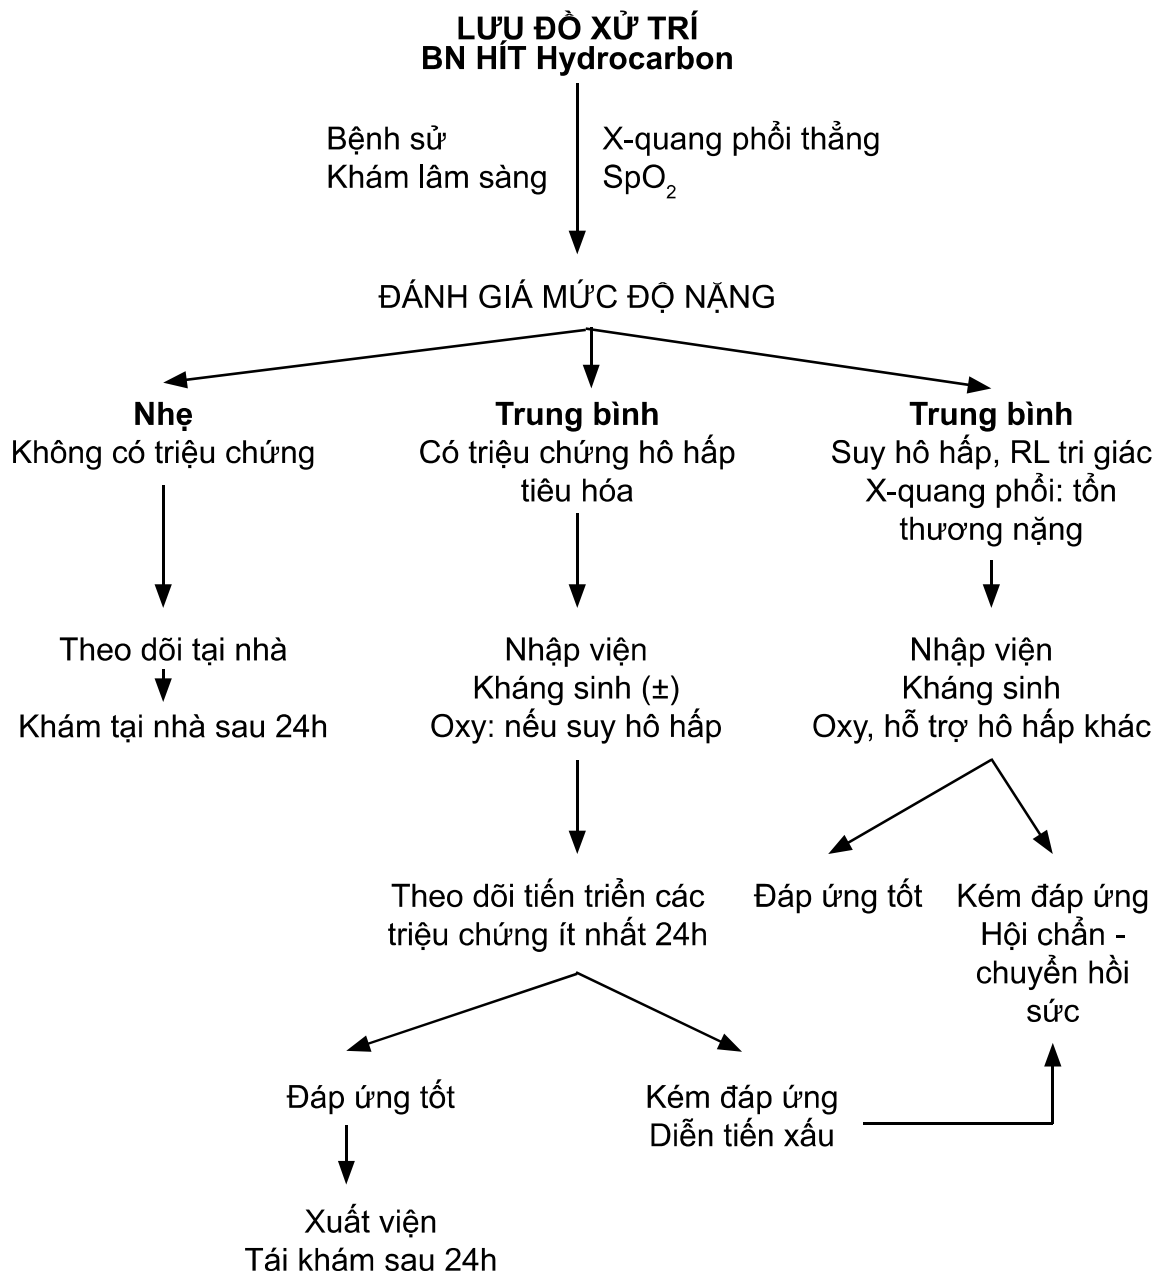 LƯU ĐỒ XỬ TRÍ
BN HÍT Hydrocarbon
Bệnh sử
Khám lâm sàng
X-quang phổi thẳng
SpO₂
ĐÁNH GIÁ MỨC ĐỘ NẶNG
Nhẹ
Không có triệu chứng
Trung bình
Có triệu chứng hô hấp
tiêu hóa
Trung bình
Suy hô hấp, RL tri giác
X-quang phổi: tổn
thương nặng
Theo dõi tại nhà
Khám tại nhà sau 24h
Nhập viện
Kháng sinh (±)
Oxy: nếu suy hô hấp
Nhập viện
Kháng sinh
Oxy, hỗ trợ hô hấp khác
Theo dõi tiến triển các
triệu chứng ít nhất 24h
Đáp ứng tốt
Kém đáp ứng
Hội chẩn -
chuyển hồi
sức
Đáp ứng tốt
Kém đáp ứng
Diễn tiến xấu
Xuất viện
Tái khám sau 24h